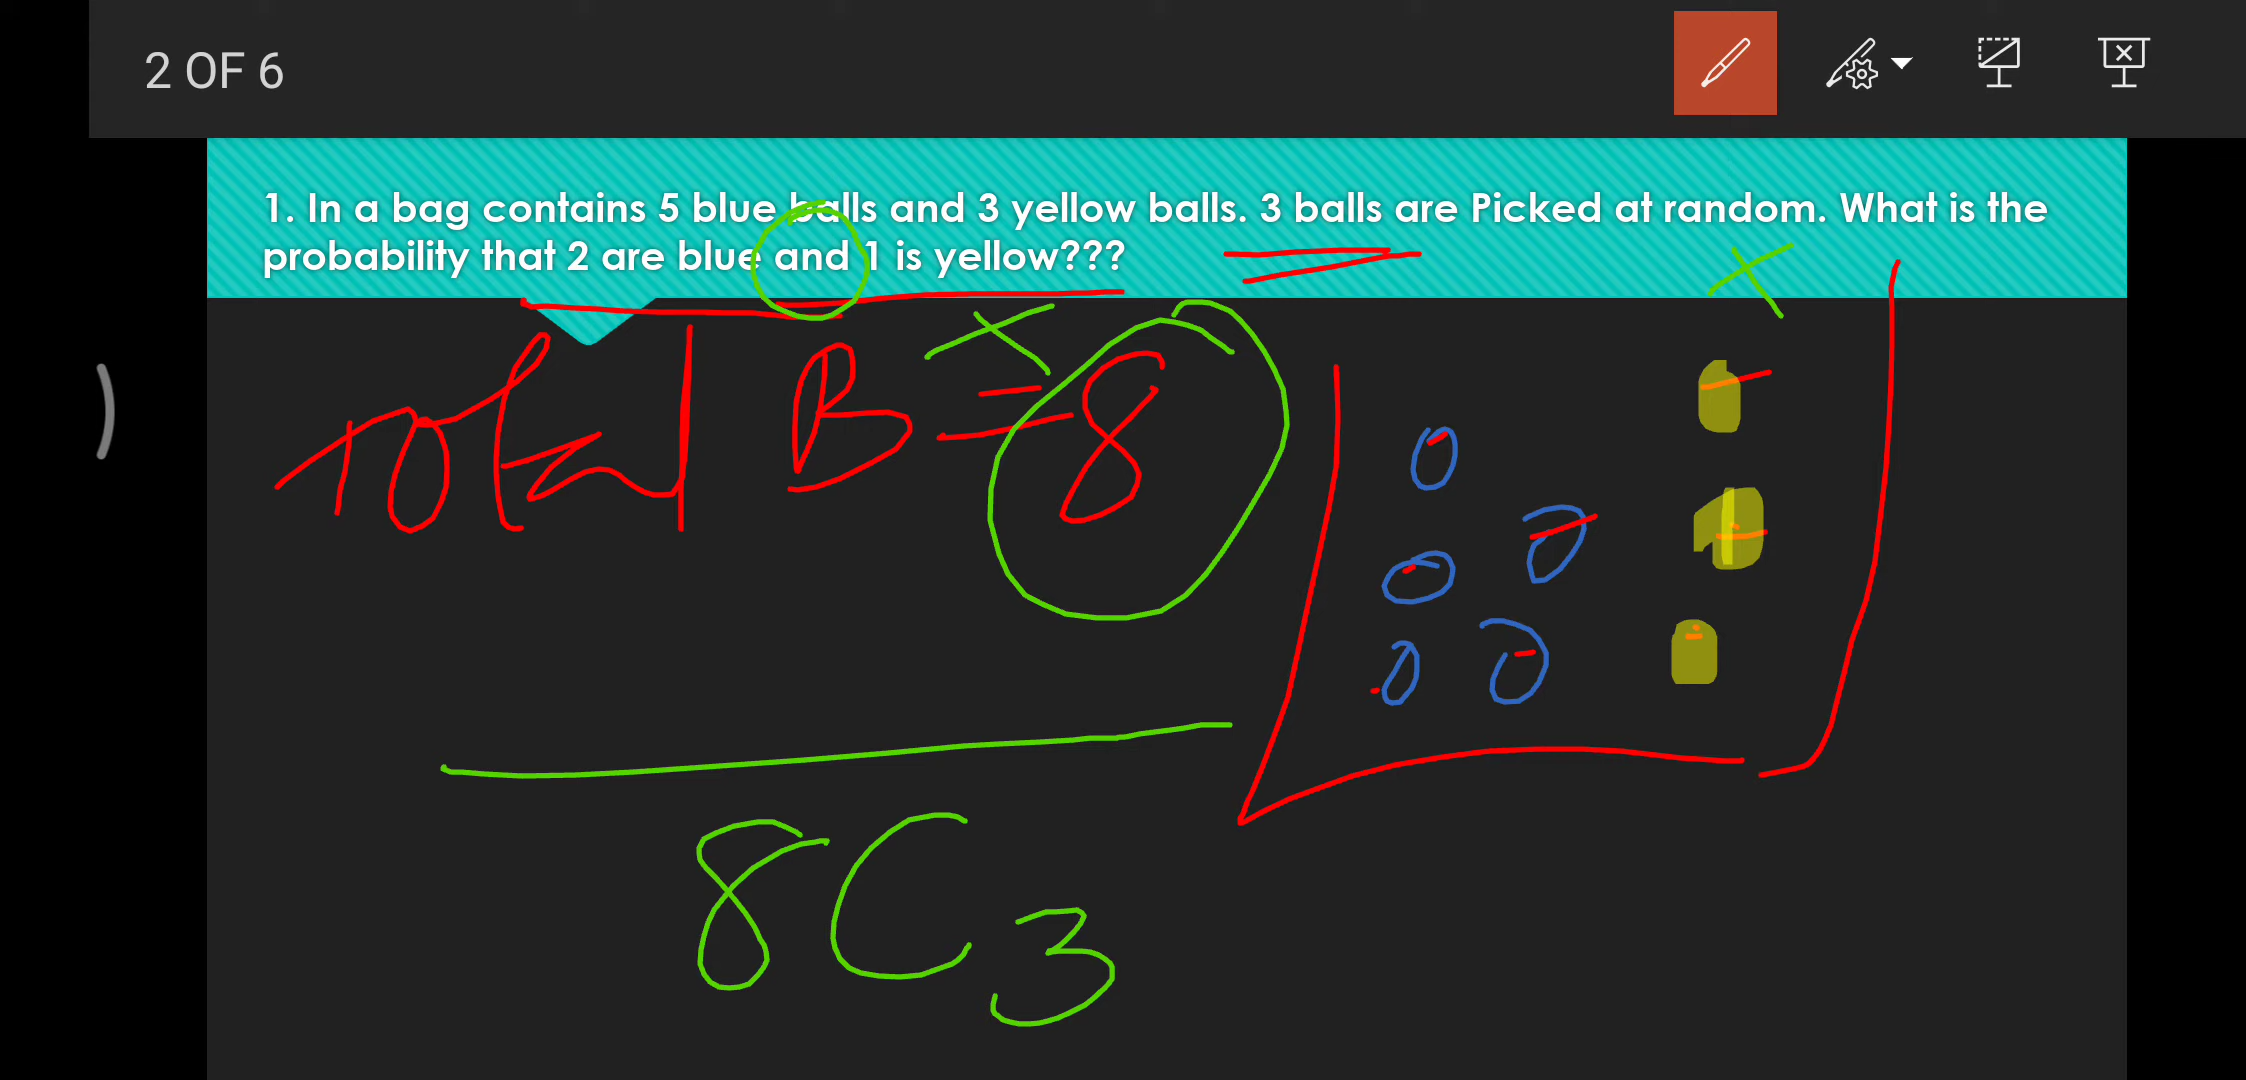 2 OF 6
1. In a bag contains 5 blue balls and 3 yellow balls. 3 balls are Picked at random. What is the
probability that 2 are blue and 1 is yellow???
×
×
Total B = 8
8C3